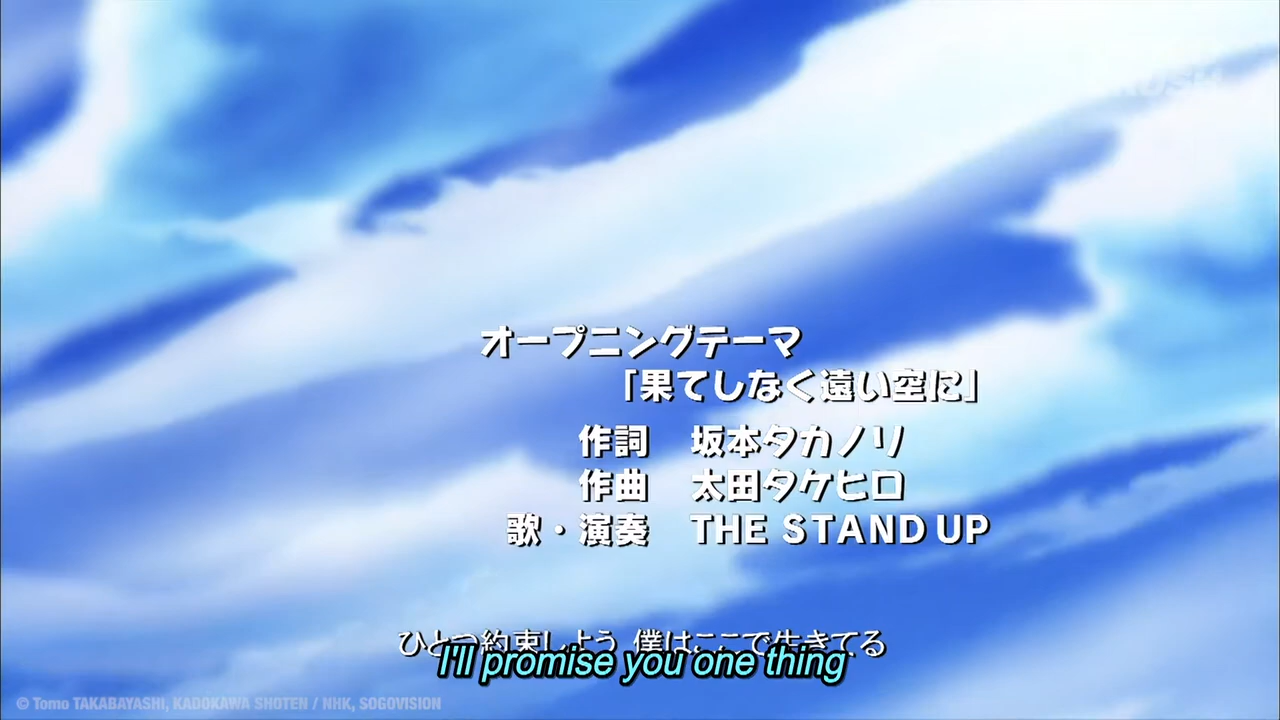 オープニングテーマ
「果てしなく遠い空に」
作詞　坂本タカノリ
作曲　太田タケヒロ
歌・演奏　THE STAND UP
ひとつ約束しよう 僕はここで生きてる
I'll promise you one thing
© Tomo TAKABAYASHI, KADOKAWA SHOTEN / NHK, SOGOVISION